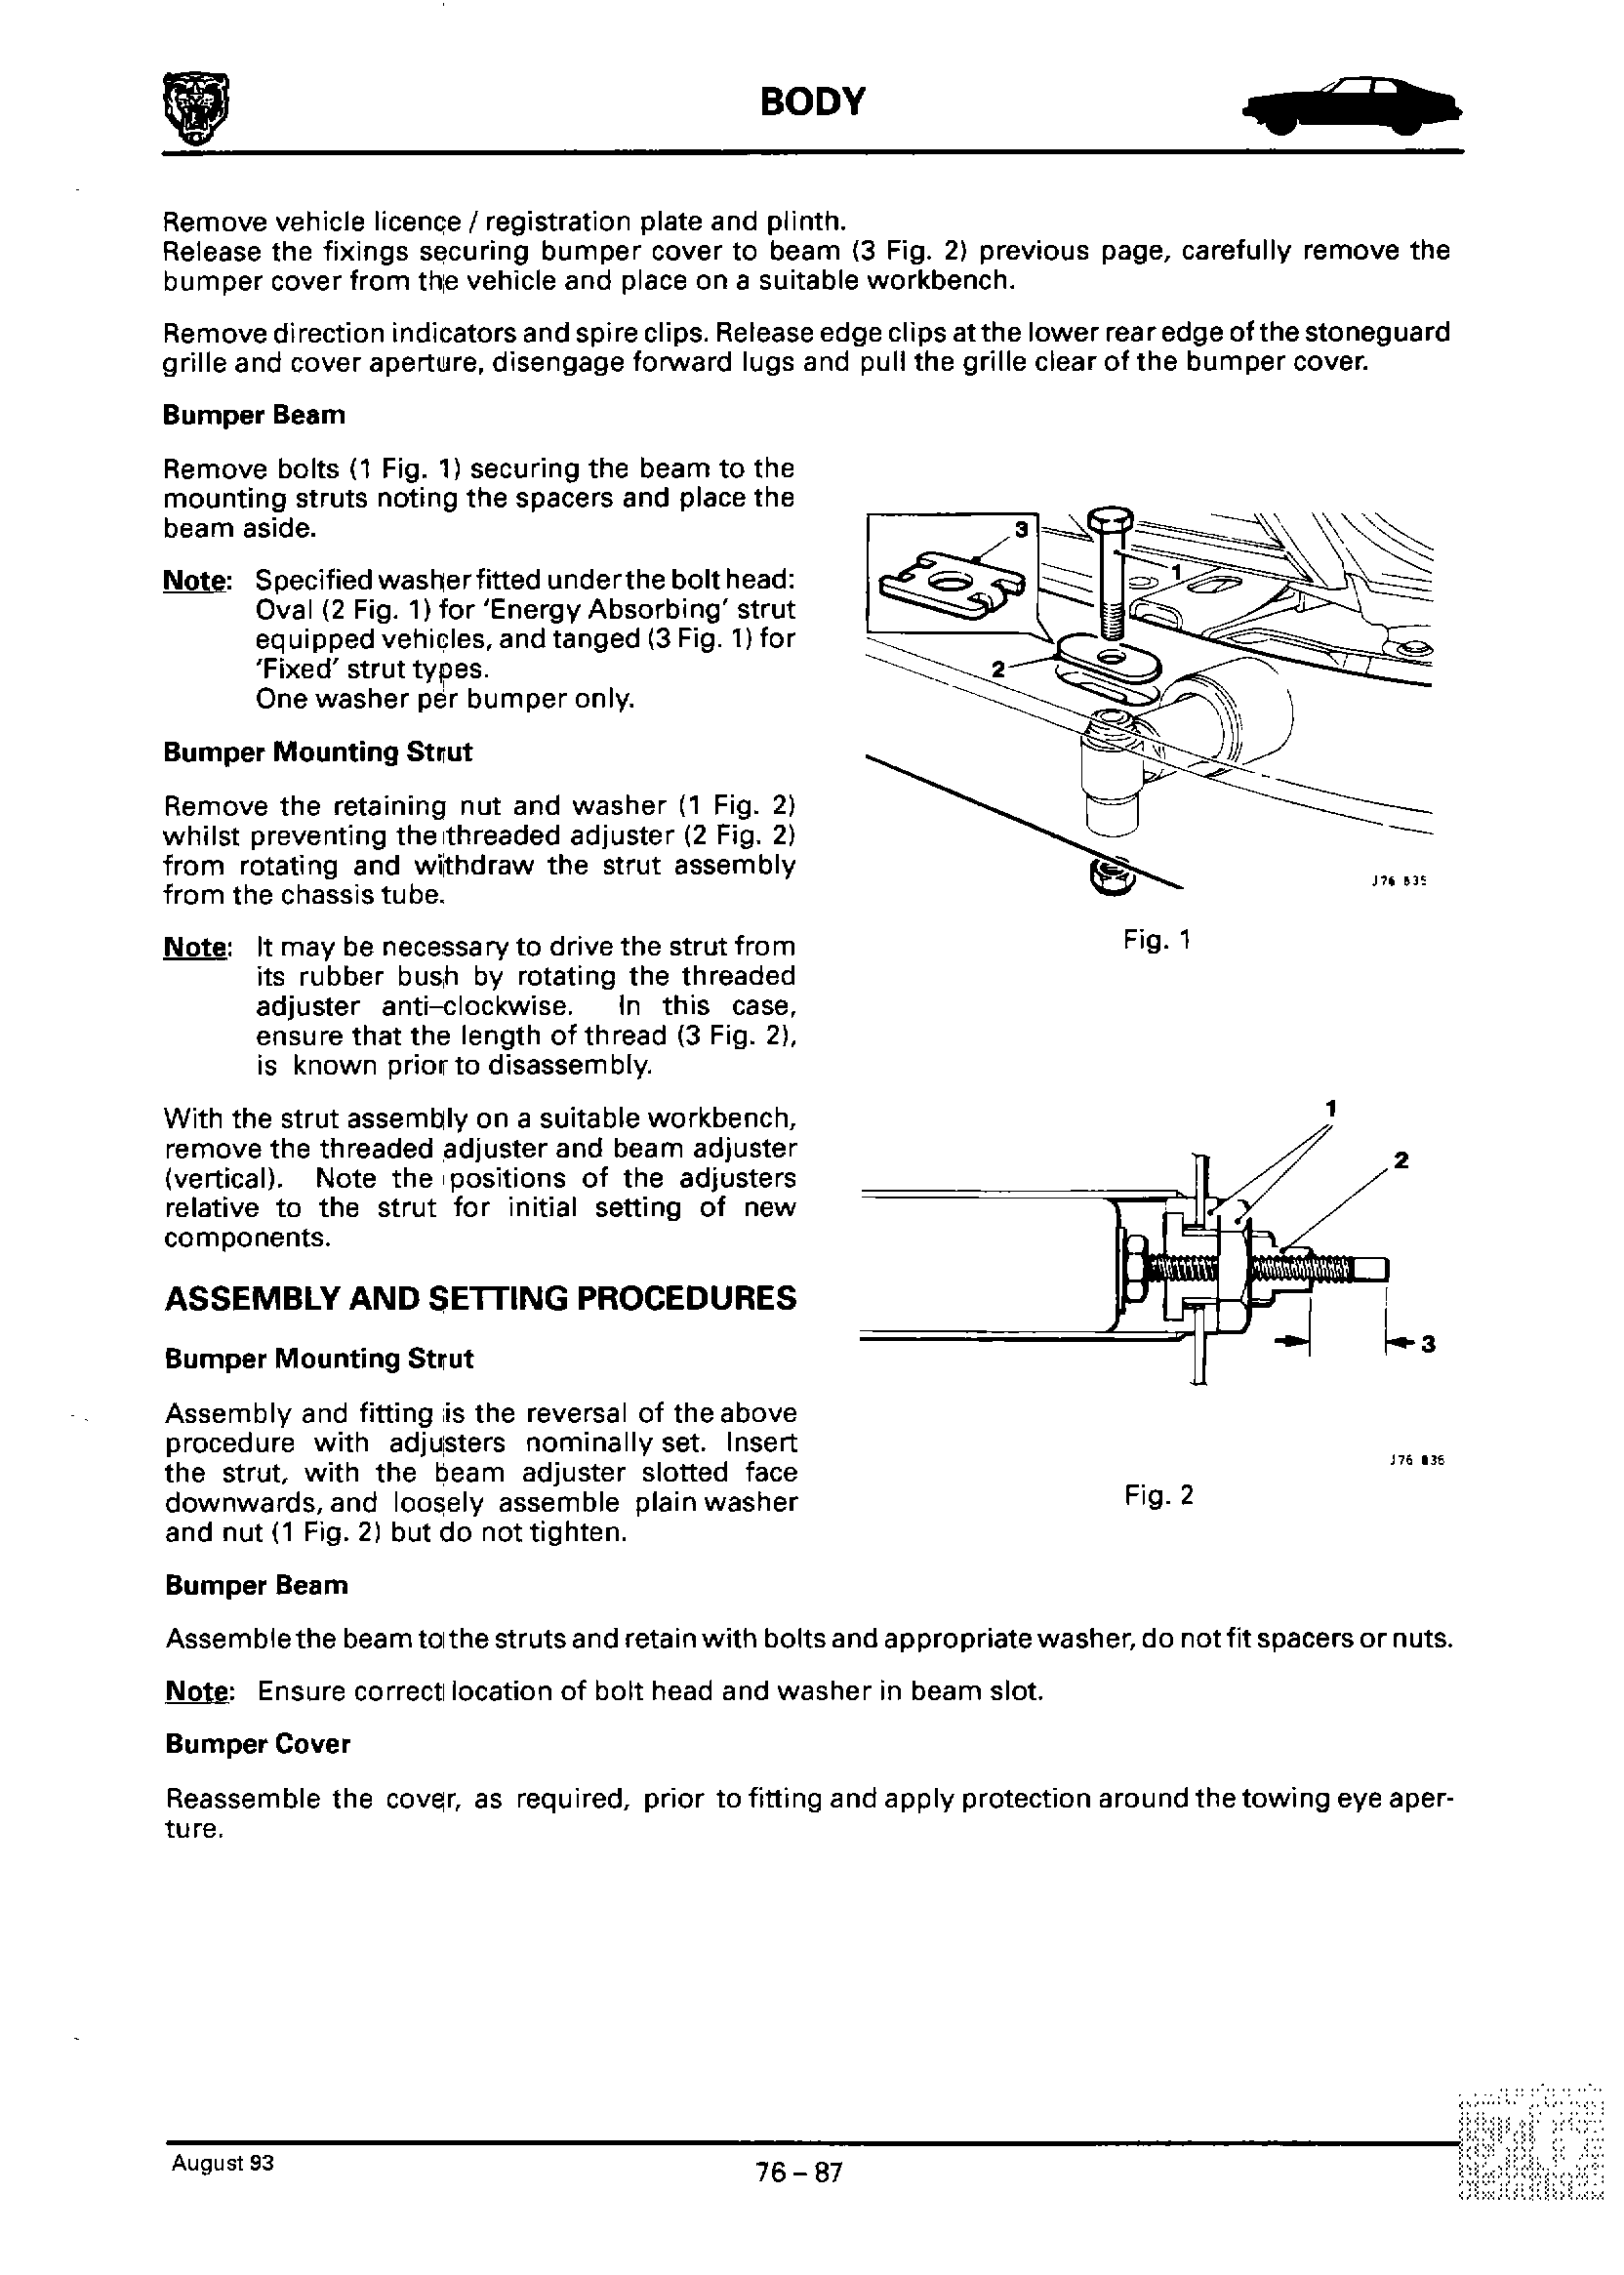 BODY
Remove vehicle licence / registration plate and plinth.
Release the fixings securing bumper cover to beam (3 Fig. 2) previous page, carefully remove the
bumper cover from the vehicle and place on a suitable workbench.
Remove direction indicators and spire clips. Release edge clips at the lower rear edge of the stoneguard
grille and cover aperture, disengage forward lugs and pull the grille clear of the bumper cover.
Bumper Beam
Remove bolts (1 Fig. 1) securing the beam to the
mounting struts noting the spacers and place the
beam aside.
Note: Specified washer fitted under the bolt head:
Oval (2 Fig. 1) for 'Energy Absorbing' strut
equipped vehicles, and tanged (3 Fig. 1) for
'Fixed' strut types.
One washer per bumper only.
Bumper Mounting Strut
Remove the retaining nut and washer (1 Fig. 2)
whilst preventing the threaded adjuster (2 Fig. 2)
from rotating and withdraw the strut assembly
from the chassis tube.
Note: It may be necessary to drive the strut from
its rubber bush by rotating the threaded
adjuster anti-clockwise. In this case,
ensure that the length of thread (3 Fig. 2),
is known prior to disassembly.
With the strut assembly on a suitable workbench,
remove the threaded adjuster and beam adjuster
(vertical). Note the positions of the adjusters
relative to the strut for initial setting of new
components.
ASSEMBLY AND SETTING PROCEDURES
Bumper Mounting Strut
Assembly and fitting is the reversal of the above
procedure with adjusters nominally set. Insert
the strut, with the beam adjuster slotted face
downwards, and loosely assemble plain washer
and nut (1 Fig. 2) but do not tighten.
3
1
2
J76 835
Fig. 1
1
2
3
J76 836
Fig. 2
Bumper Beam
Assemble the beam to the struts and retain with bolts and appropriate washer, do not fit spacers or nuts.
Note: Ensure correct location of bolt head and washer in beam slot.
Bumper Cover
Reassemble the cover, as required, prior to fitting and apply protection around the towing eye aper-
ture.
August 93
76 – 87